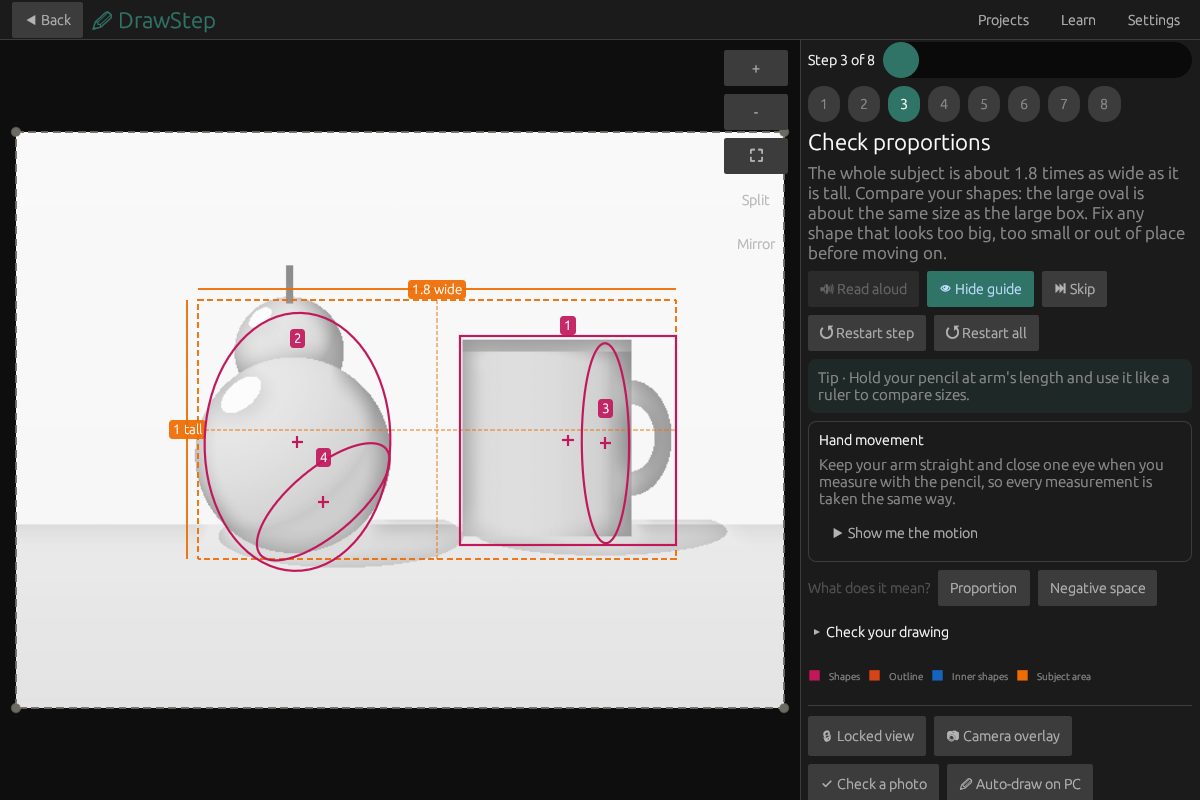 Back
DrawStep
Projects
Learn
Settings
+
-
Split
Mirror
1.8 wide
1 tall
1
2
3
4
Step 3 of 8
1 2 3 4 5 6 7 8
Check proportions
The whole subject is about 1.8 times as wide as it
is tall. Compare your shapes: the large oval is
about the same size as the large box. Fix any
shape that looks too big, too small or out of place
before moving on.
Read aloud
Hide guide
Skip
Restart step
Restart all
Tip · Hold your pencil at arm's length and use it like a
ruler to compare sizes.
Hand movement
Keep your arm straight and close one eye when you
measure with the pencil, so every measurement is
taken the same way.
Show me the motion
What does it mean?
Proportion
Negative space
Check your drawing
Shapes
Outline
Inner shapes
Subject area
Locked view
Camera overlay
Check a photo
Auto-draw on PC